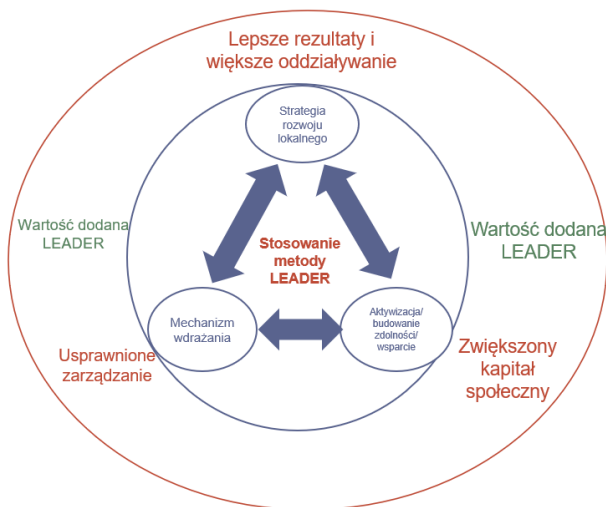 Lepsze rezultaty i
większe oddziaływanie
Strategia
rozwoju
lokalnego
Wartość dodana
LEADER
Stosowanie
metody
LEADER
Wartość dodana
LEADER
Mechanizm
wdrażania
Aktywizacja/
budowanie
zdolności/
wsparcie
Usprawnione
zarządzanie
Zwiększony
kapitał
społeczny